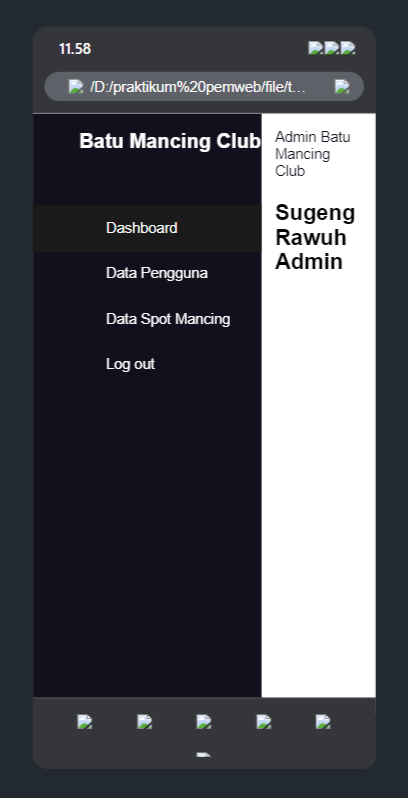 11.58
/D:/praktikum%20pemweb/file/t...
Batu Mancing Club
Dashboard
Data Pengguna
Data Spot Mancing
Log out
Admin Batu
Mancing
Club
Sugeng
Rawuh
Admin